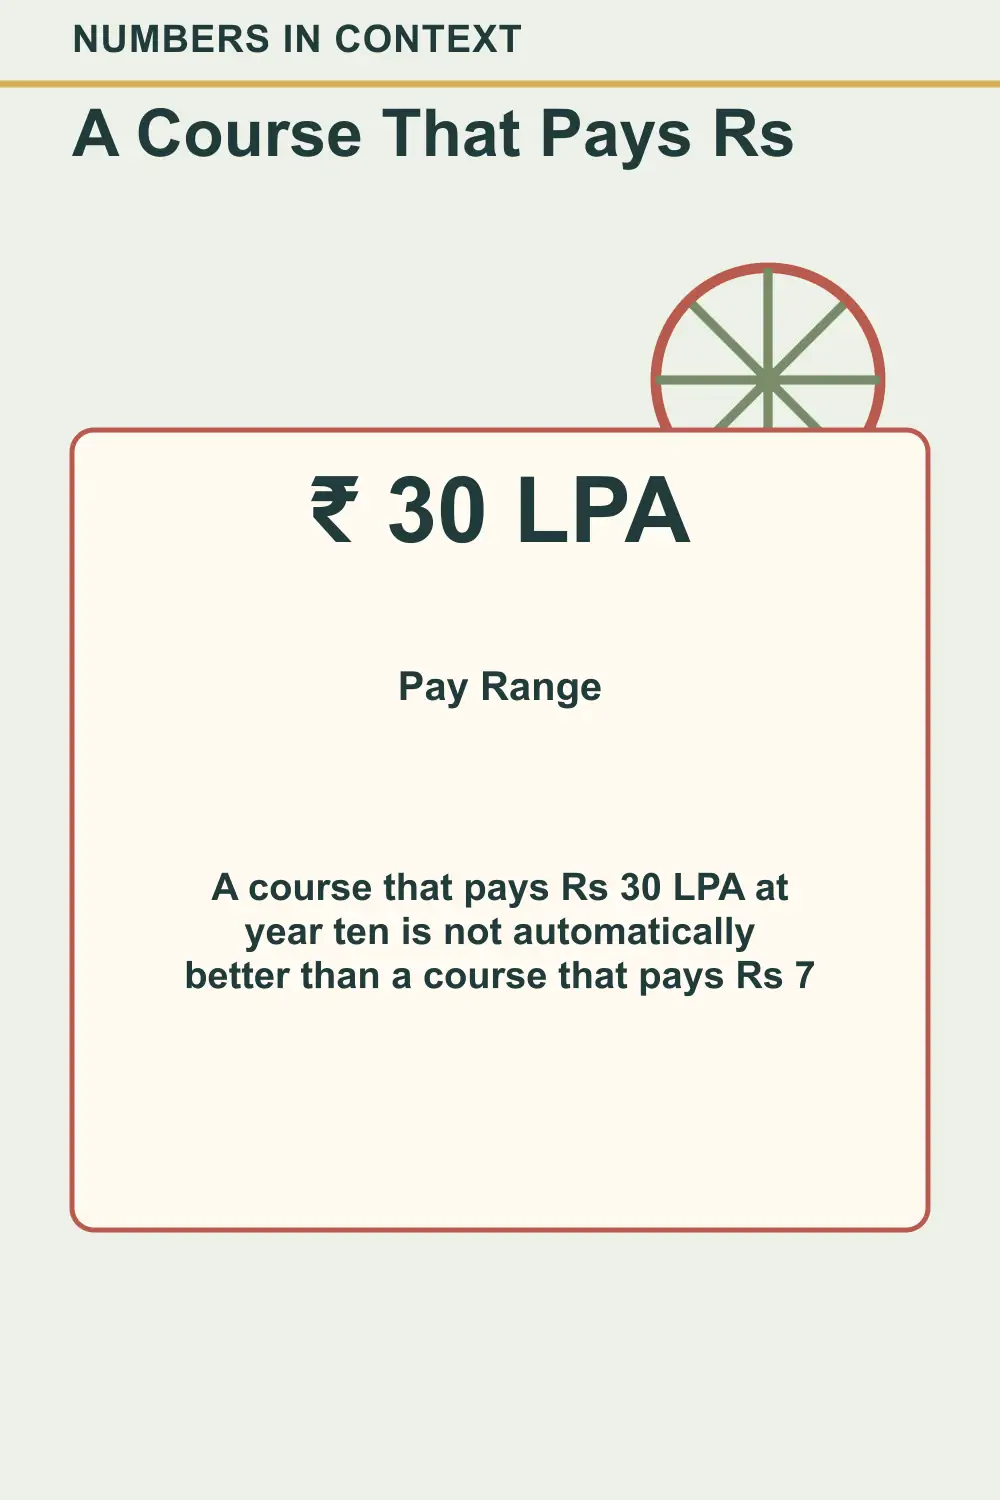 NUMBERS IN CONTEXT
A Course That Pays Rs
₹ 30 LPA
Pay Range
A course that pays Rs 30 LPA at
year ten is not automatically
better than a course that pays Rs 7